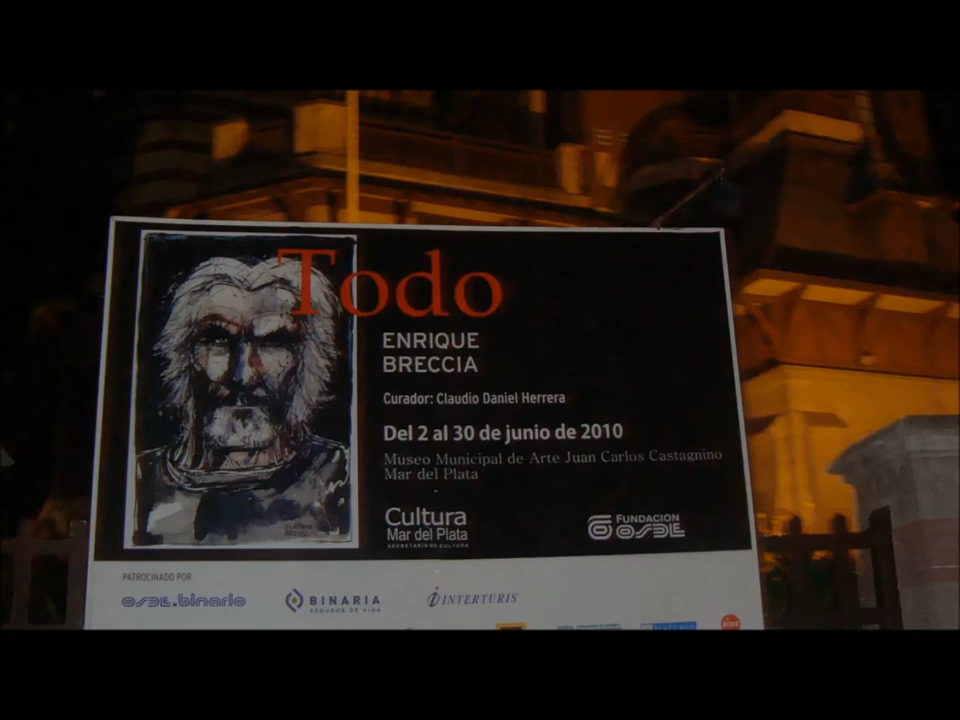 Todo
ENRIQUE
BRECCIA
Curador: Claudio Daniel Herrera
Del 2 al 30 de junio de 2010
Museo Municipal de Arte Juan Carlos Castagnino
Mar del Plata
Cultura
Mar del Plata
SECRETARÍA DE CULTURA
FUNDACION
OSDE
PATROCINADO POR
OSDE.binario
BINARIA
SEGUROS DE VIDA
INTERTURIS